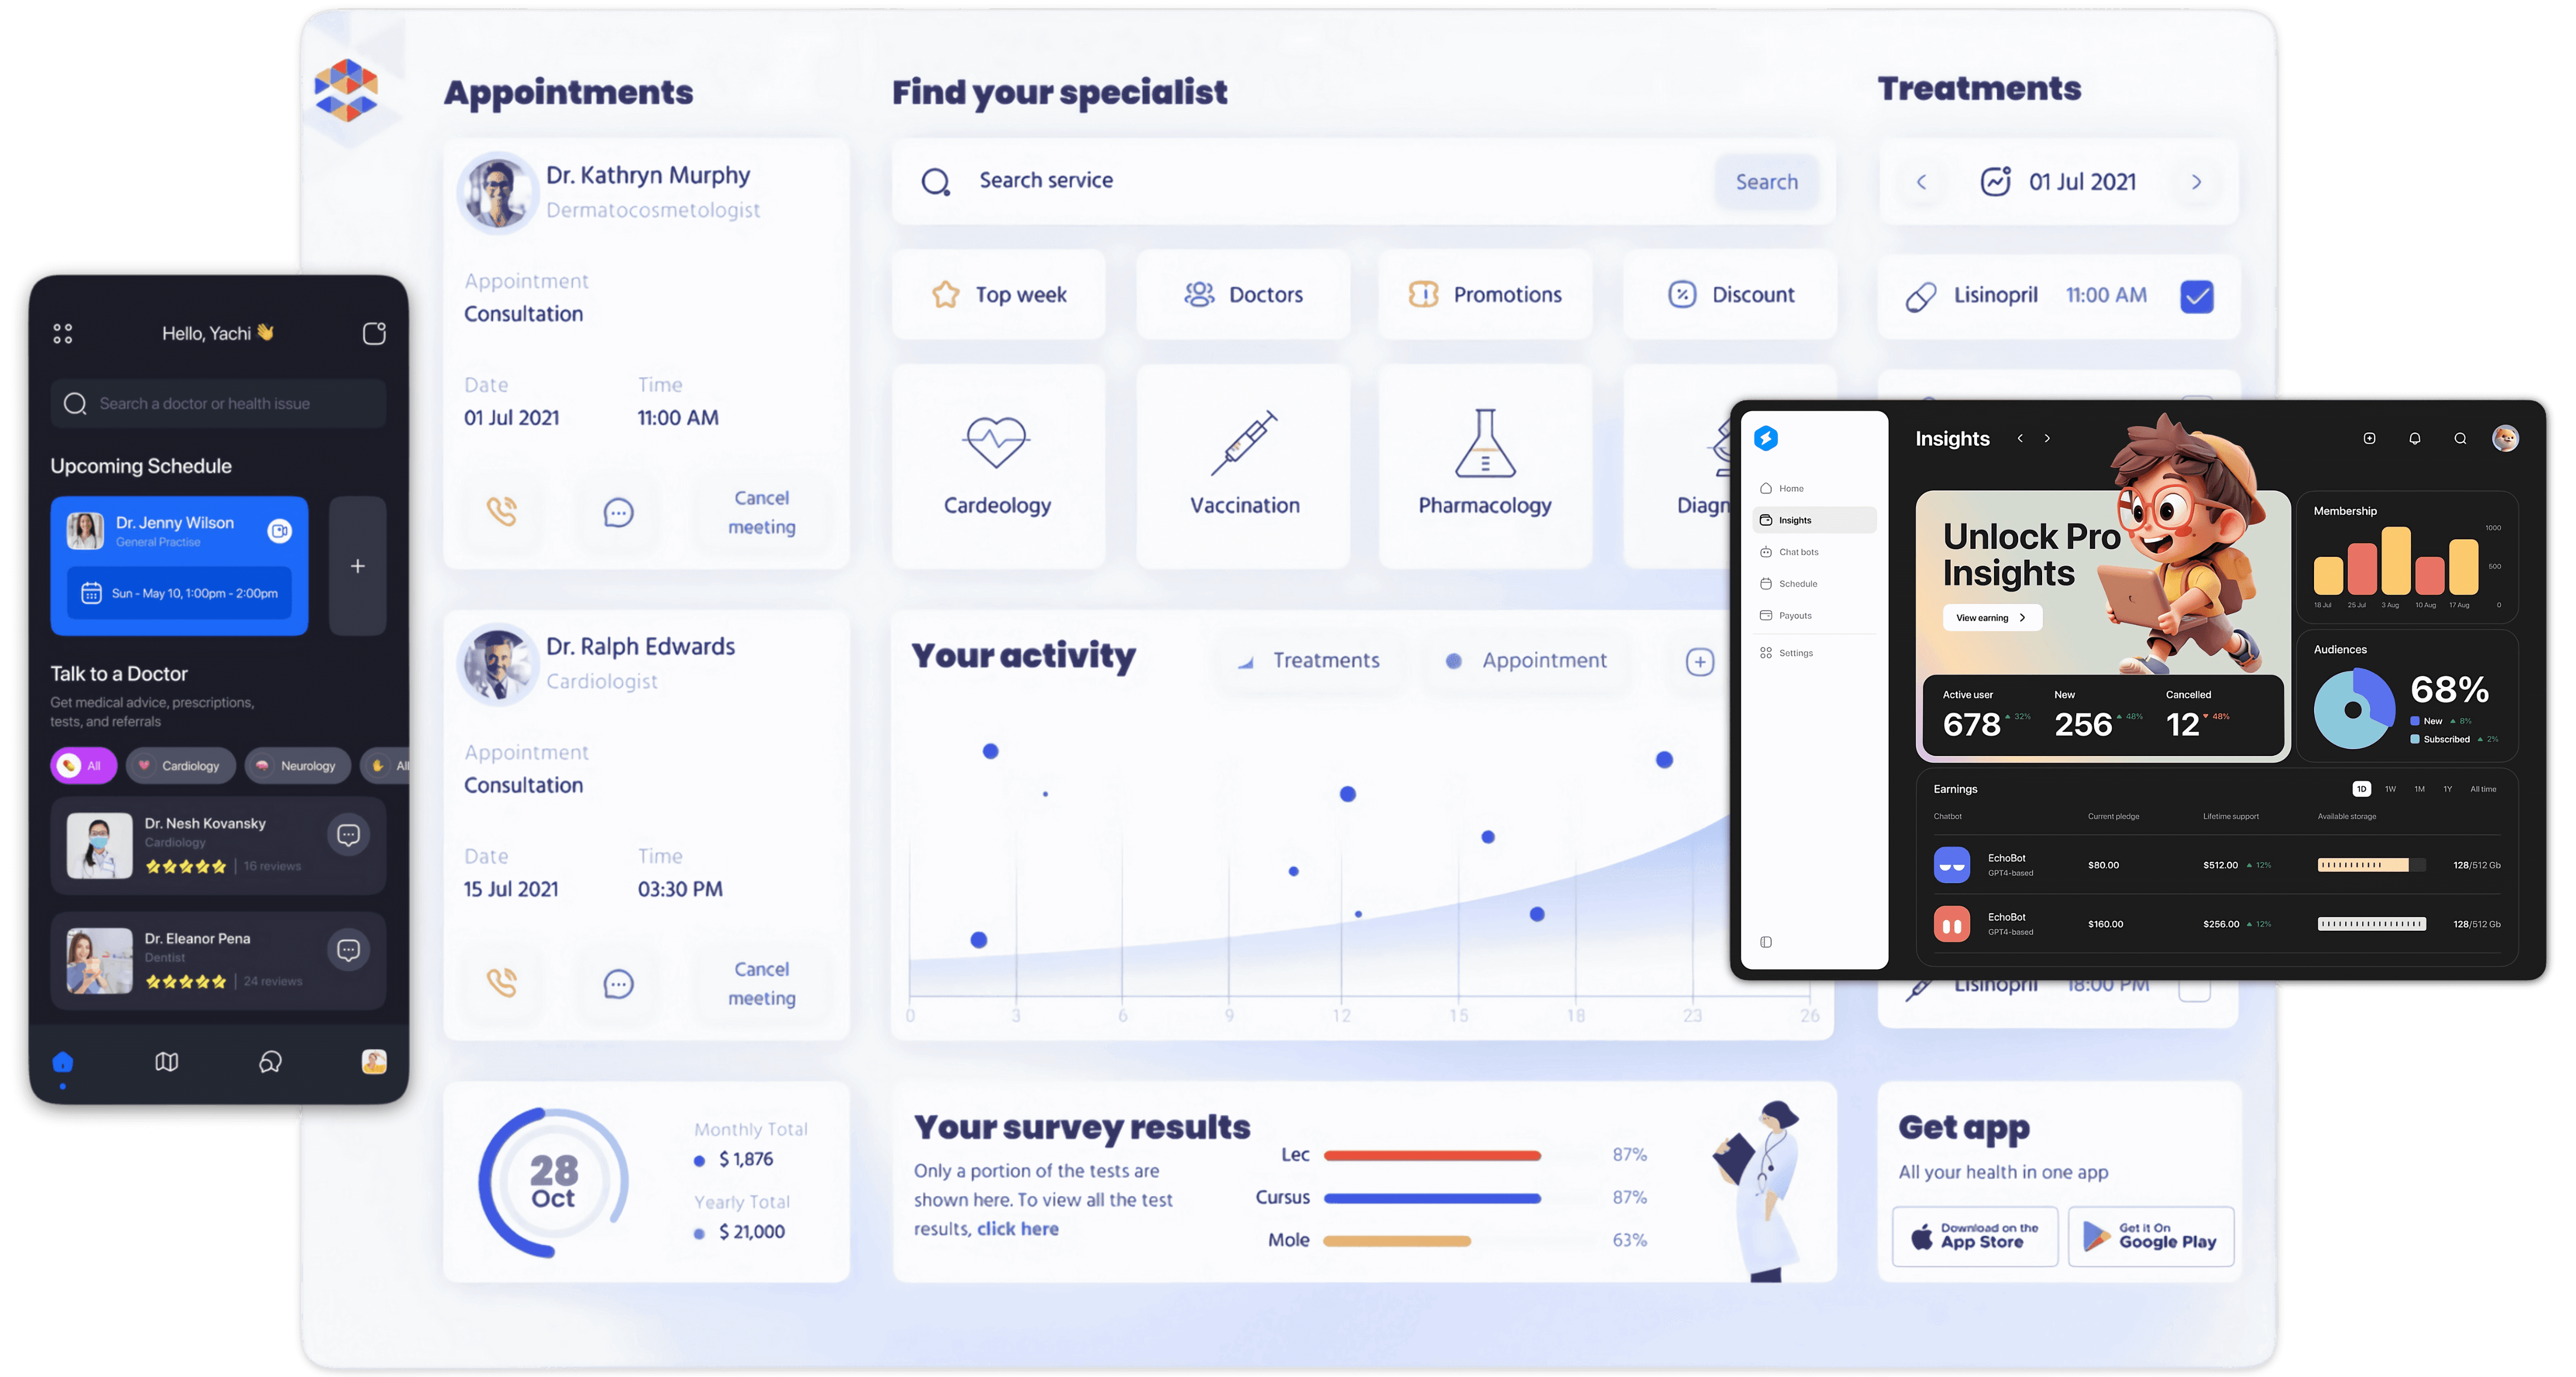 Appointments
Dr. Kathryn Murphy
Dermatocosmetologist
Appointment
Consultation
Date
Time
01 Jul 2021
11:00 AM
Cancel
meeting
Dr. Ralph Edwards
Cardiologist
Appointment
Consultation
Date
Time
15 Jul 2021
03:30 PM
Cancel
meeting
28
Oct
Monthly Total
$ 1,876
Yearly Total
$ 21,000
Find your specialist
Search service
Search
Top week
Doctors
Promotions
Discount
Cardeology
Vaccination
Pharmacology
Diagn
Your activity
Treatments
Appointment
0
3
6
9
12
15
18
23
26
Your survey results
Only a portion of the tests are
shown here. To view all the test
results, click here
Lec
87%
Cursus
87%
Mole
63%
Treatments
01 Jul 2021
Lisinopril
11:00 AM
Lisinopril
18:00 PM
Get app
All your health in one app
Download on the
App Store
Get it On
Google Play
Hello, Yachi 👋
Search a doctor or health issue
Upcoming Schedule
Dr. Jenny Wilson
General Practise
Sun - May 10, 1:00pm - 2:00pm
+
Talk to a Doctor
Get medical advice, prescriptions,
tests, and referrals
All
Cardiology
Neurology
All
Dr. Nesh Kovansky
Cardiology
16 reviews
Dr. Eleanor Pena
Dentist
24 reviews
Home
Insights
Chat bots
Schedule
Payouts
Settings
Insights
Unlock Pro
Insights
View earning
Active user
678
32%
New
256
48%
Cancelled
12
48%
Membership
1000
500
0
18 Jul
25 Jul
3 Aug
10 Aug
17 Aug
Audiences
68%
New
8%
Subscribed
2%
Earnings
1D
1W
1M
1Y
All time
Chatbot
Current pledge
Lifetime support
Available storage
EchoBot
GPT4-based
$80.00
$512.00
12%
128/512 Gb
EchoBot
GPT4-based
$160.00
$256.00
12%
128/512 Gb